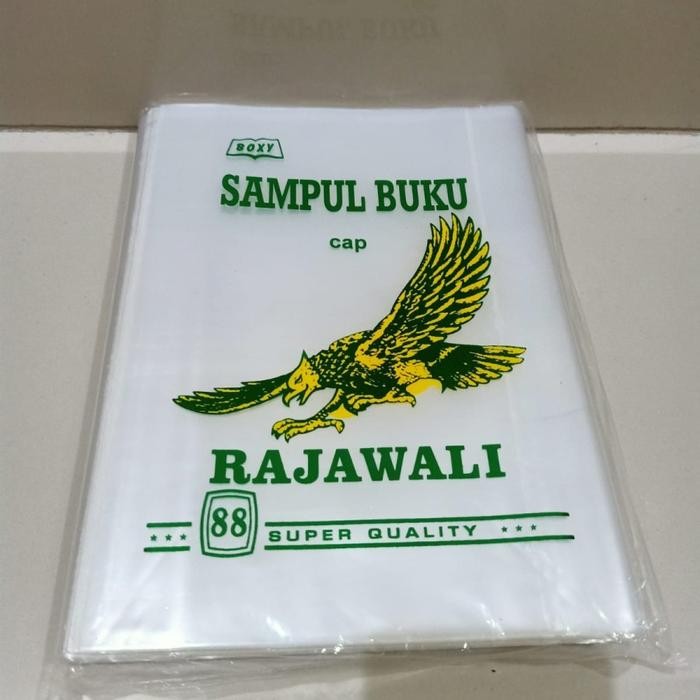 BOXY
SAMPUL BUKU
cap
RAJAWALI
*** 88 SUPER QUALITY ***